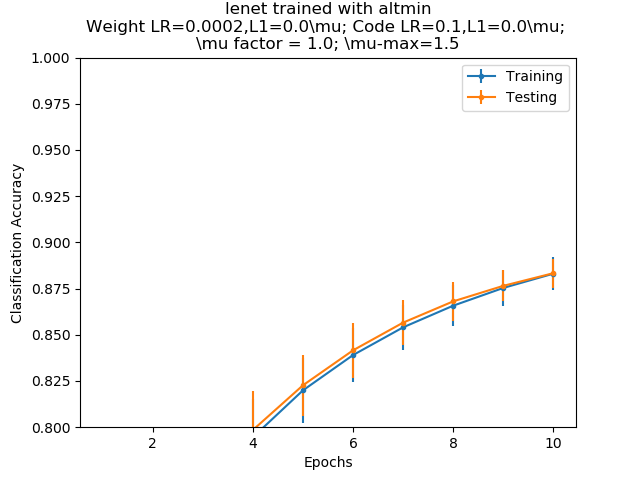 lenet trained with altmin
Weight LR=0.0002,L1=0.0\mu; Code LR=0.1,L1=0.0\mu;
\mu factor = 1.0; \mu-max=1.5
Training
Testing
Classification Accuracy
1.000
0.975
0.950
0.925
0.900
0.875
0.850
0.825
0.800
2 4 6 8 10
Epochs